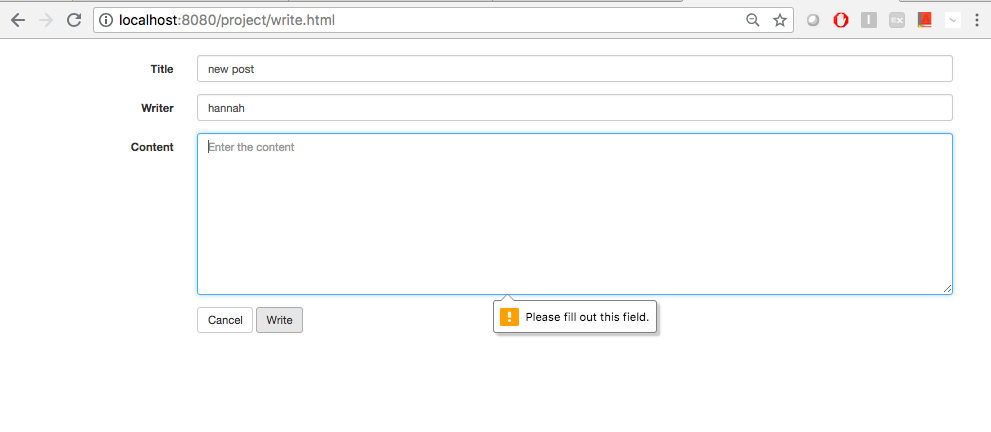 localhost:8080/project/write.html
Title
new post
Writer
hannah
Content
Enter the content
Please fill out this field.
Cancel
Write